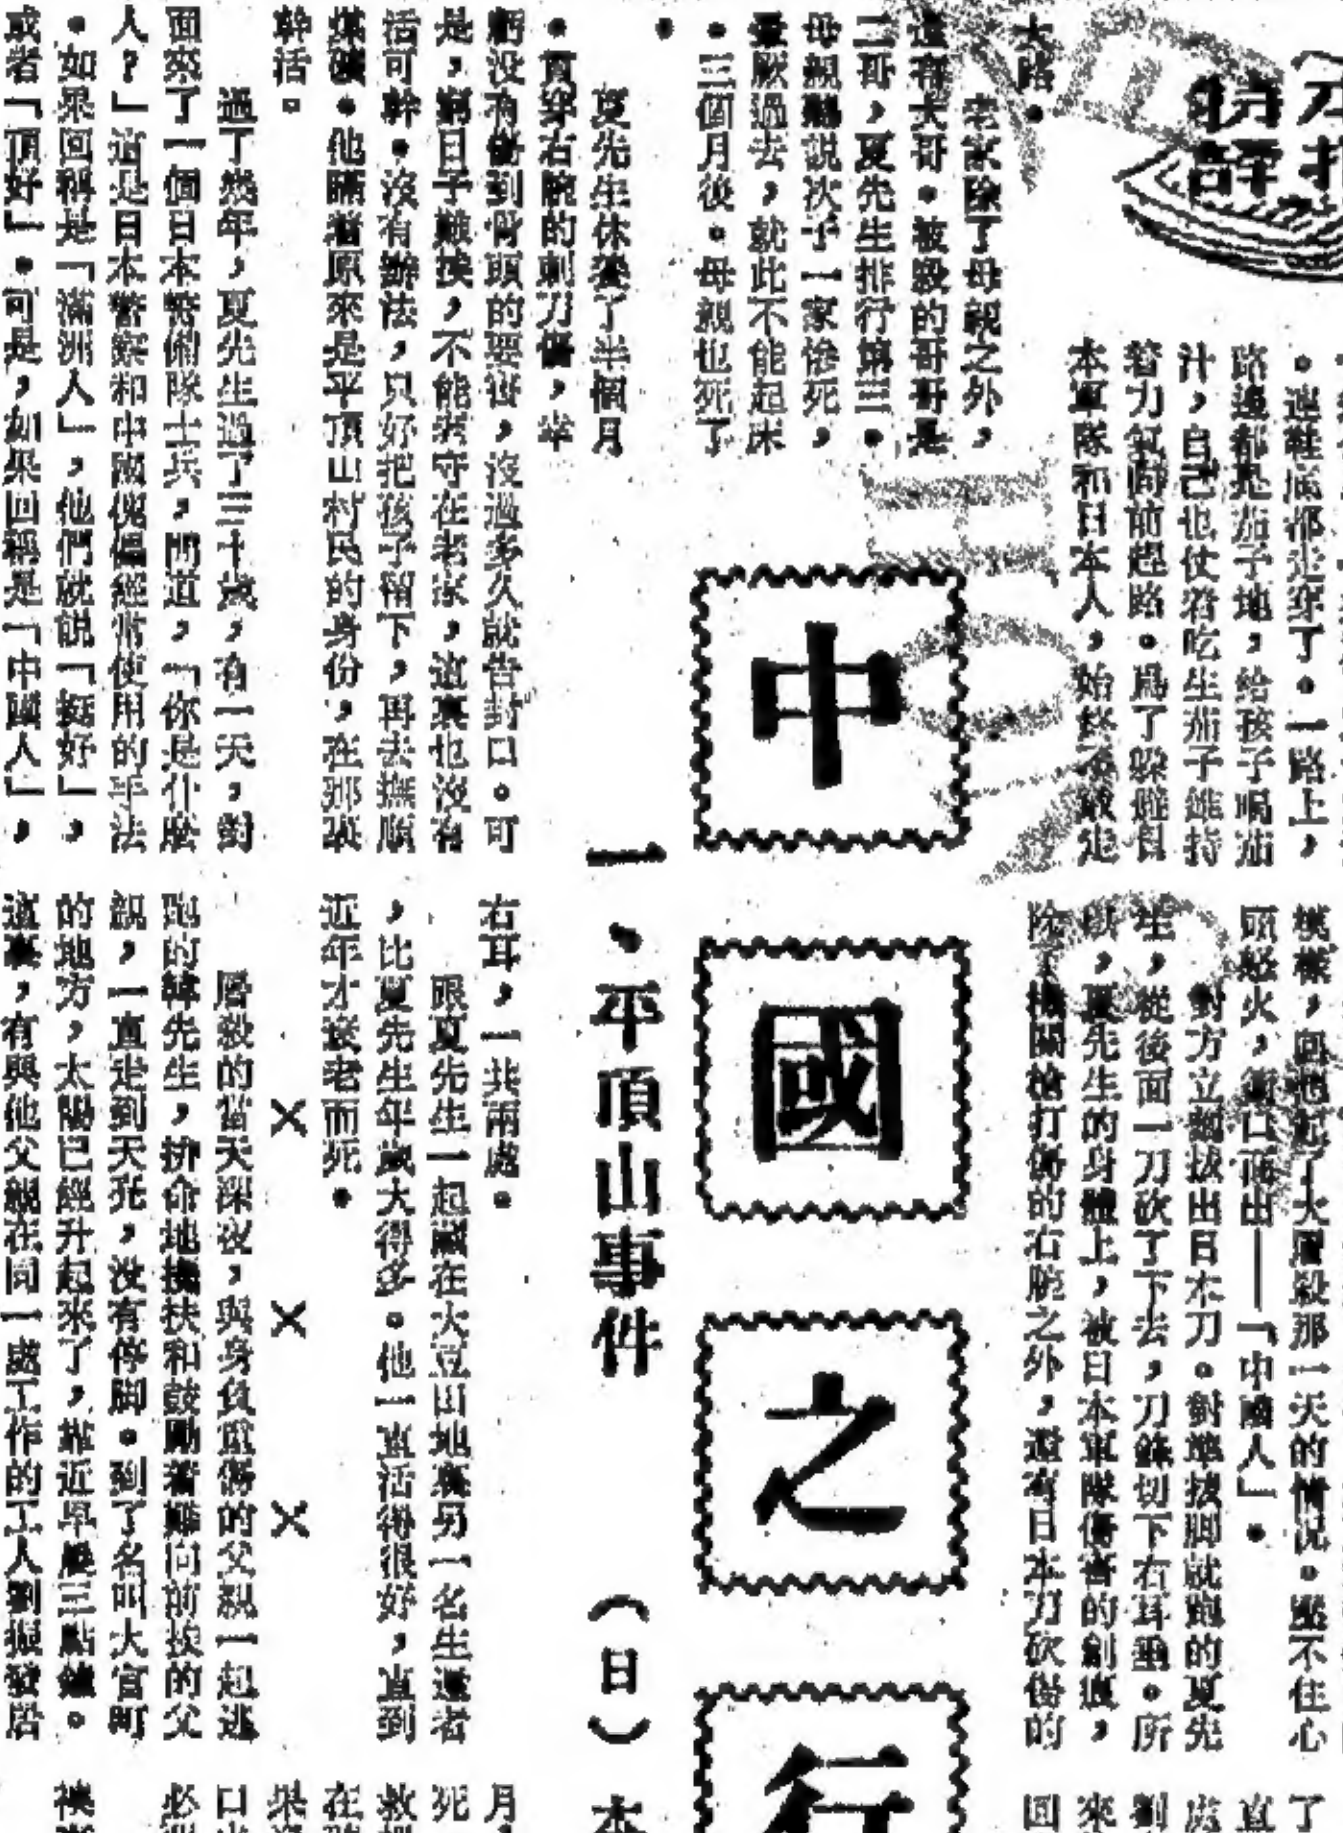 特譯
。連鞋底都走穿了。一路上，
路邊都是茄子地，給孩子喝茄
汁，自己也仗着吃生茄子維持
着力氣向前趕路。爲了躲避日
本軍隊和日本人，始終不敢走
大路。
老家除了母親之外，
還有大哥。被殺的哥哥是
二哥，夏先生排行第三。
母親聽說次子一家慘死，
暈厥過去，就此不能起床
。三個月後。母親也死了
。
夏先生休養了半個月
。貫穿右腕的刺刀傷，幸
虧沒有傷到骨頭的要害，沒過多久就告封口。可
是，窮日子難挨，不能老守在老家，這裏也沒有
活可幹。沒有辦法，只好把孩子留下，再去撫順
煤礦。他瞞着原來是平頂山村民的身份，在那裏
幹活。
過了幾年，夏先生過了三十歲，有一天，對
面來了一個日本警備隊士兵，問道，「你是什麼
人？」這是日本警察和中國傀儡經常使用的手法
。如果回稱是「滿洲人」，他們就說「挺好」，
或者「頂好」。可是，如果回稱是「中國人」，
模樣，回憶起了大屠殺那一天的情況。壓不住心
頭怒火，衝口而出——「中國人」。
對方立刻拔出日本刀。對準拔脚就跑的夏先
生，從後面一刀砍了下去，刀鋒切下右耳垂。所
以，夏先生的身體上，被日本軍隊傷害的創痕，
除了機關槍打傷的右腕之外，還有日本刀砍傷的
右耳，一共兩處。
跟夏先生一起藏在大豆田地裏另一名生還者
，比夏先生年歲大得多。他一直活得很好，直到
近年才衰老而死。
× × ×
屠殺的當天深夜，與身負重傷的父親一起逃
跑的韓先生，拚命地攙扶和鼓勵着難向前挨的父
親，一直走到天亮，沒有停脚。到了名叫大官町
的地方，太陽已經升起來了，靠近早晨三點鐘。
這裏，有與他父親在同一處工作的工人劉振發居
中國之行
一、平頂山事件
（日）本